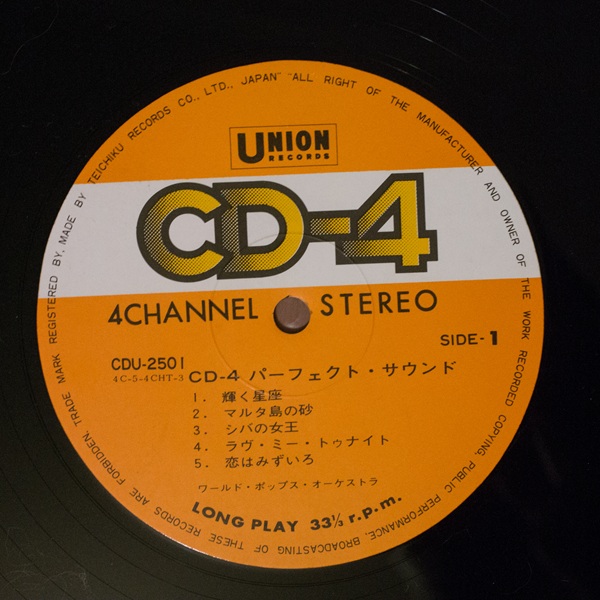 TRADE MARK REGISTERED BY, MADE BY TEICHIKU RECORDS CO., LTD., JAPAN" "ALL RIGHT OF THE MANUFACTURER AND OWNER OF THE WORK RECORDED COPYING, PUBLIC PERFORMANCE, BROADCASTING OF THESE RECORDS ARE FORBIDDEN.
UNION
RECORDS
CD-4
4CHANNEL STEREO
SIDE-1
CDU-2501
4C-5-4CHT-3
CD-4 パーフェクト・サウンド
1. 輝く星座
2. マルタ島の砂
3. シバの女王
4. ラヴ・ミー・トゥナイト
5. 恋はみずいろ
ワールド・ポップス・オーケストラ
LONG PLAY 33⅓ r.p.m.